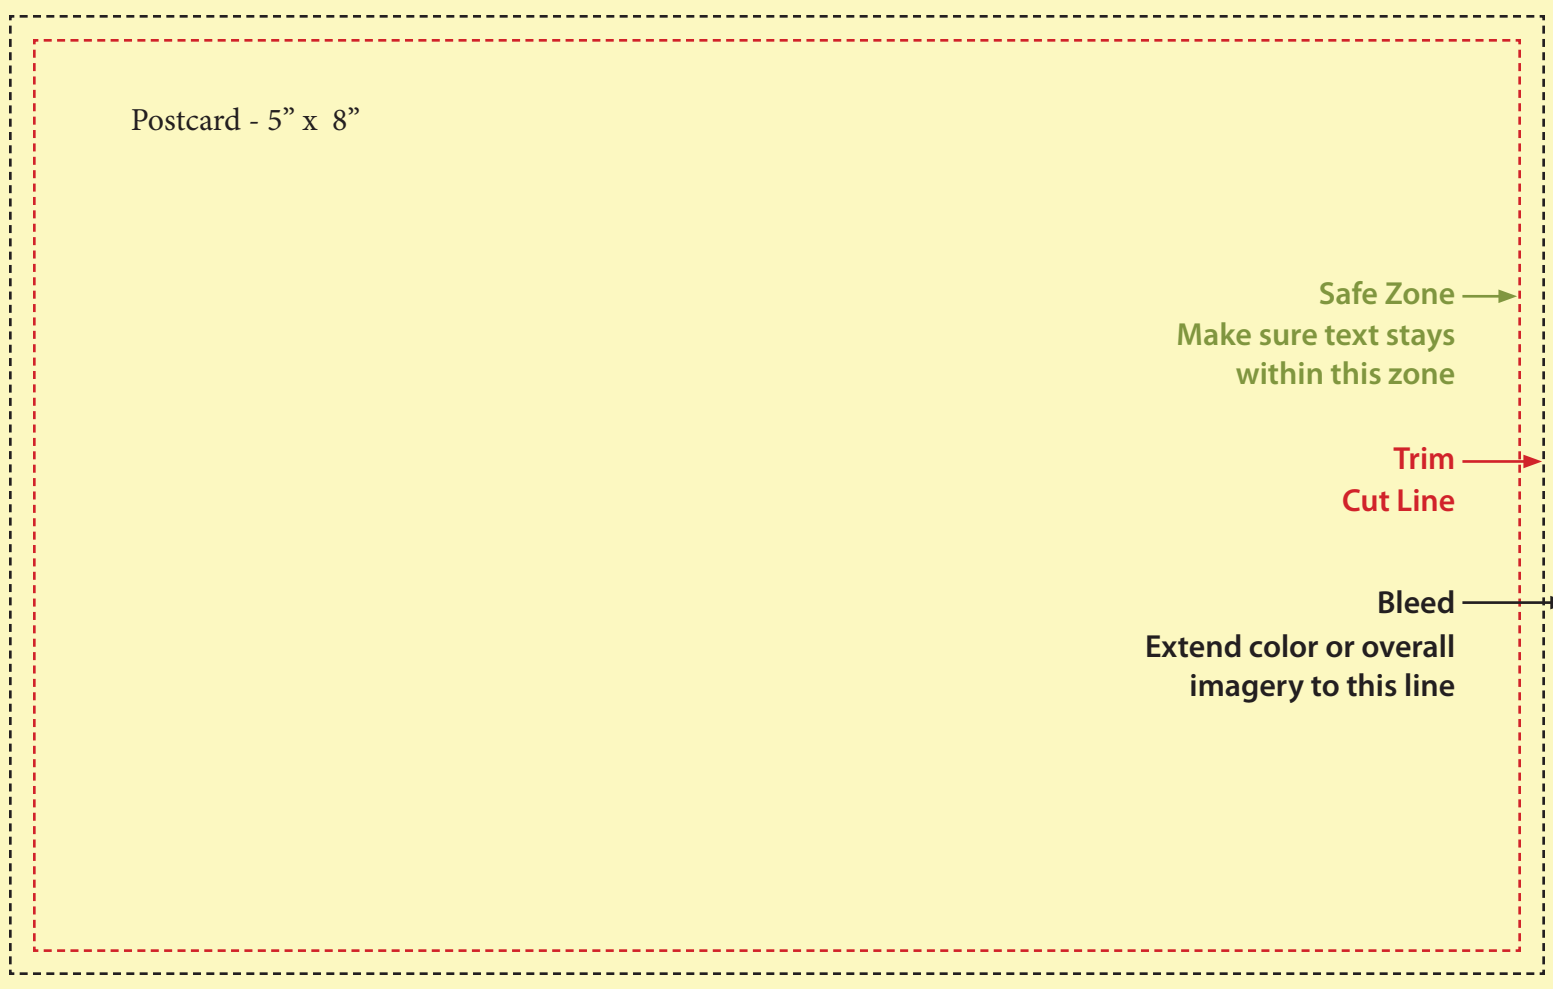 Postcard - 5” x  8”
Safe Zone
Make sure text stays
within this zone
Trim
Cut Line
Bleed
Extend color or overall
imagery to this line